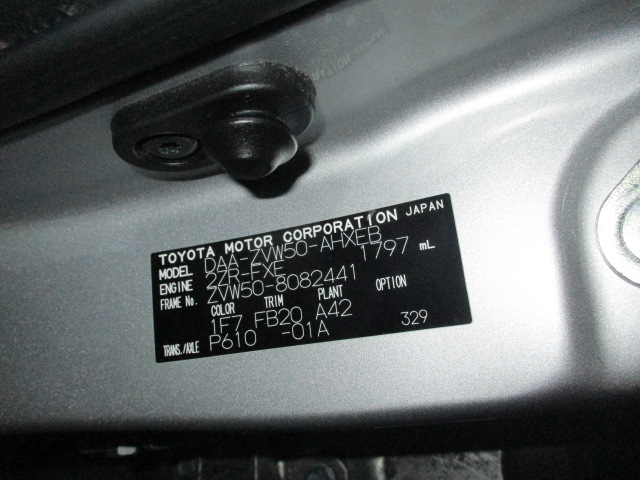 TOYOTA MOTOR CORPORATION JAPAN
MODEL DAA-ZVW50-AHXEB
ENGINE 2ZR-FXE 1797 mL
FRAME No. ZVW50-8082441
COLOR TRIM PLANT OPTION
1F7 FB20 A42
TRANS./AXLE P610 -01A 329